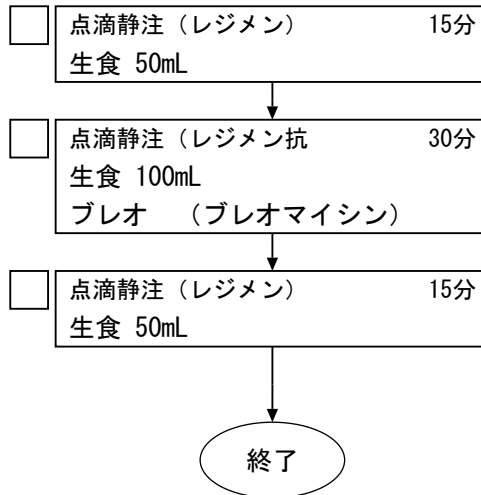 点滴静注（レジメン） 15分
生食 50mL
点滴静注（レジメン抗 30分
生食 100mL
ブレオ （ブレオマイシン）
点滴静注（レジメン） 15分
生食 50mL
終了